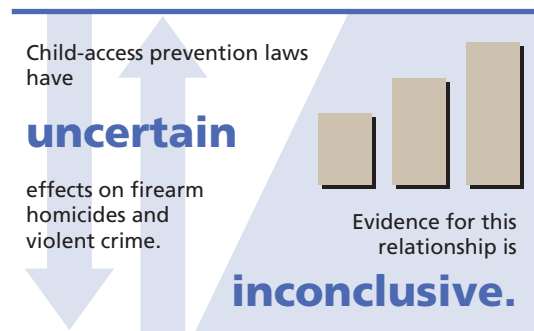 Child-access prevention laws
have
uncertain
effects on firearm
homicides and
violent crime.
Evidence for this
relationship is
inconclusive.